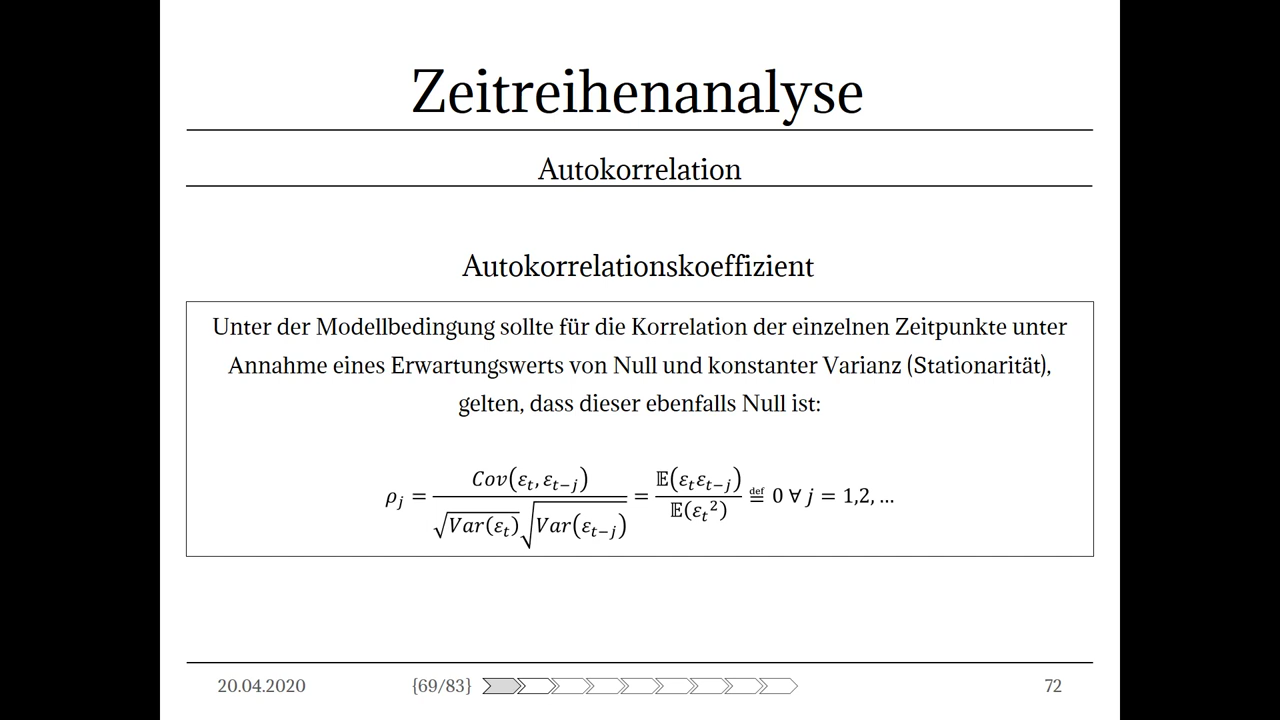 Zeitreihenanalyse
Autokorrelation
Autokorrelationskoeffizient
Unter der Modellbedingung sollte für die Korrelation der einzelnen Zeitpunkte unter
Annahme eines Erwartungswerts von Null und konstanter Varianz (Stationarität),
gelten, dass dieser ebenfalls Null ist:
ρ_j = Cov(ε_t, ε_{t−j}) / (√Var(ε_t) √Var(ε_{t−j})) = 𝔼(ε_t ε_{t−j}) / 𝔼(ε_t²) ≝ 0 ∀ j = 1,2, …
20.04.2020 {69/83} 72